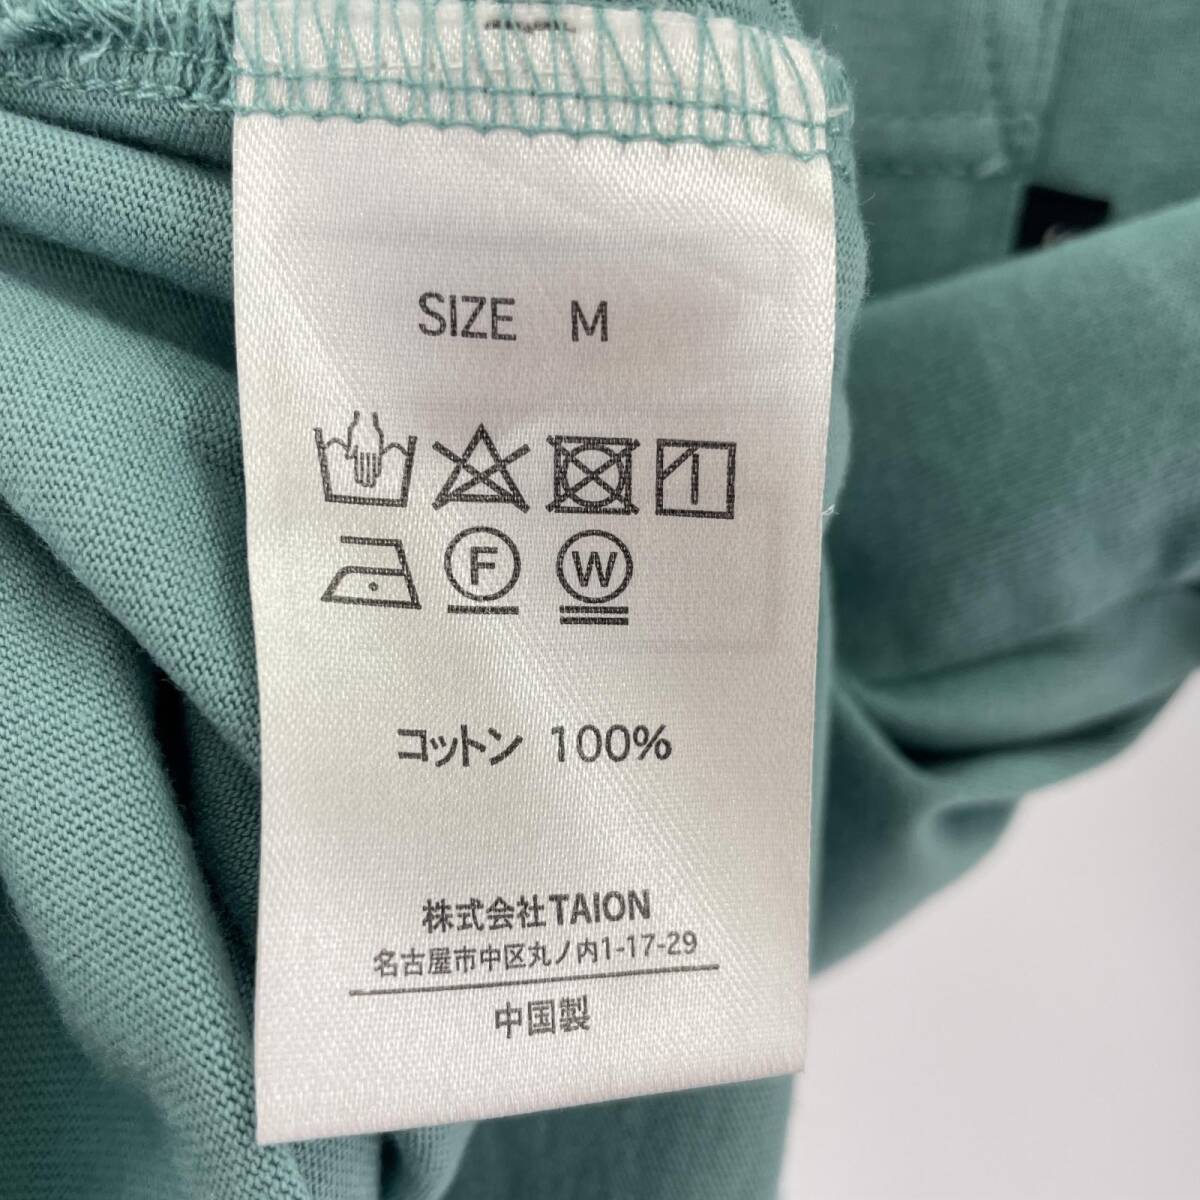 SIZE M
F W
コットン 100%
株式会社TAION
名古屋市中区丸ノ内1-17-29
中国製